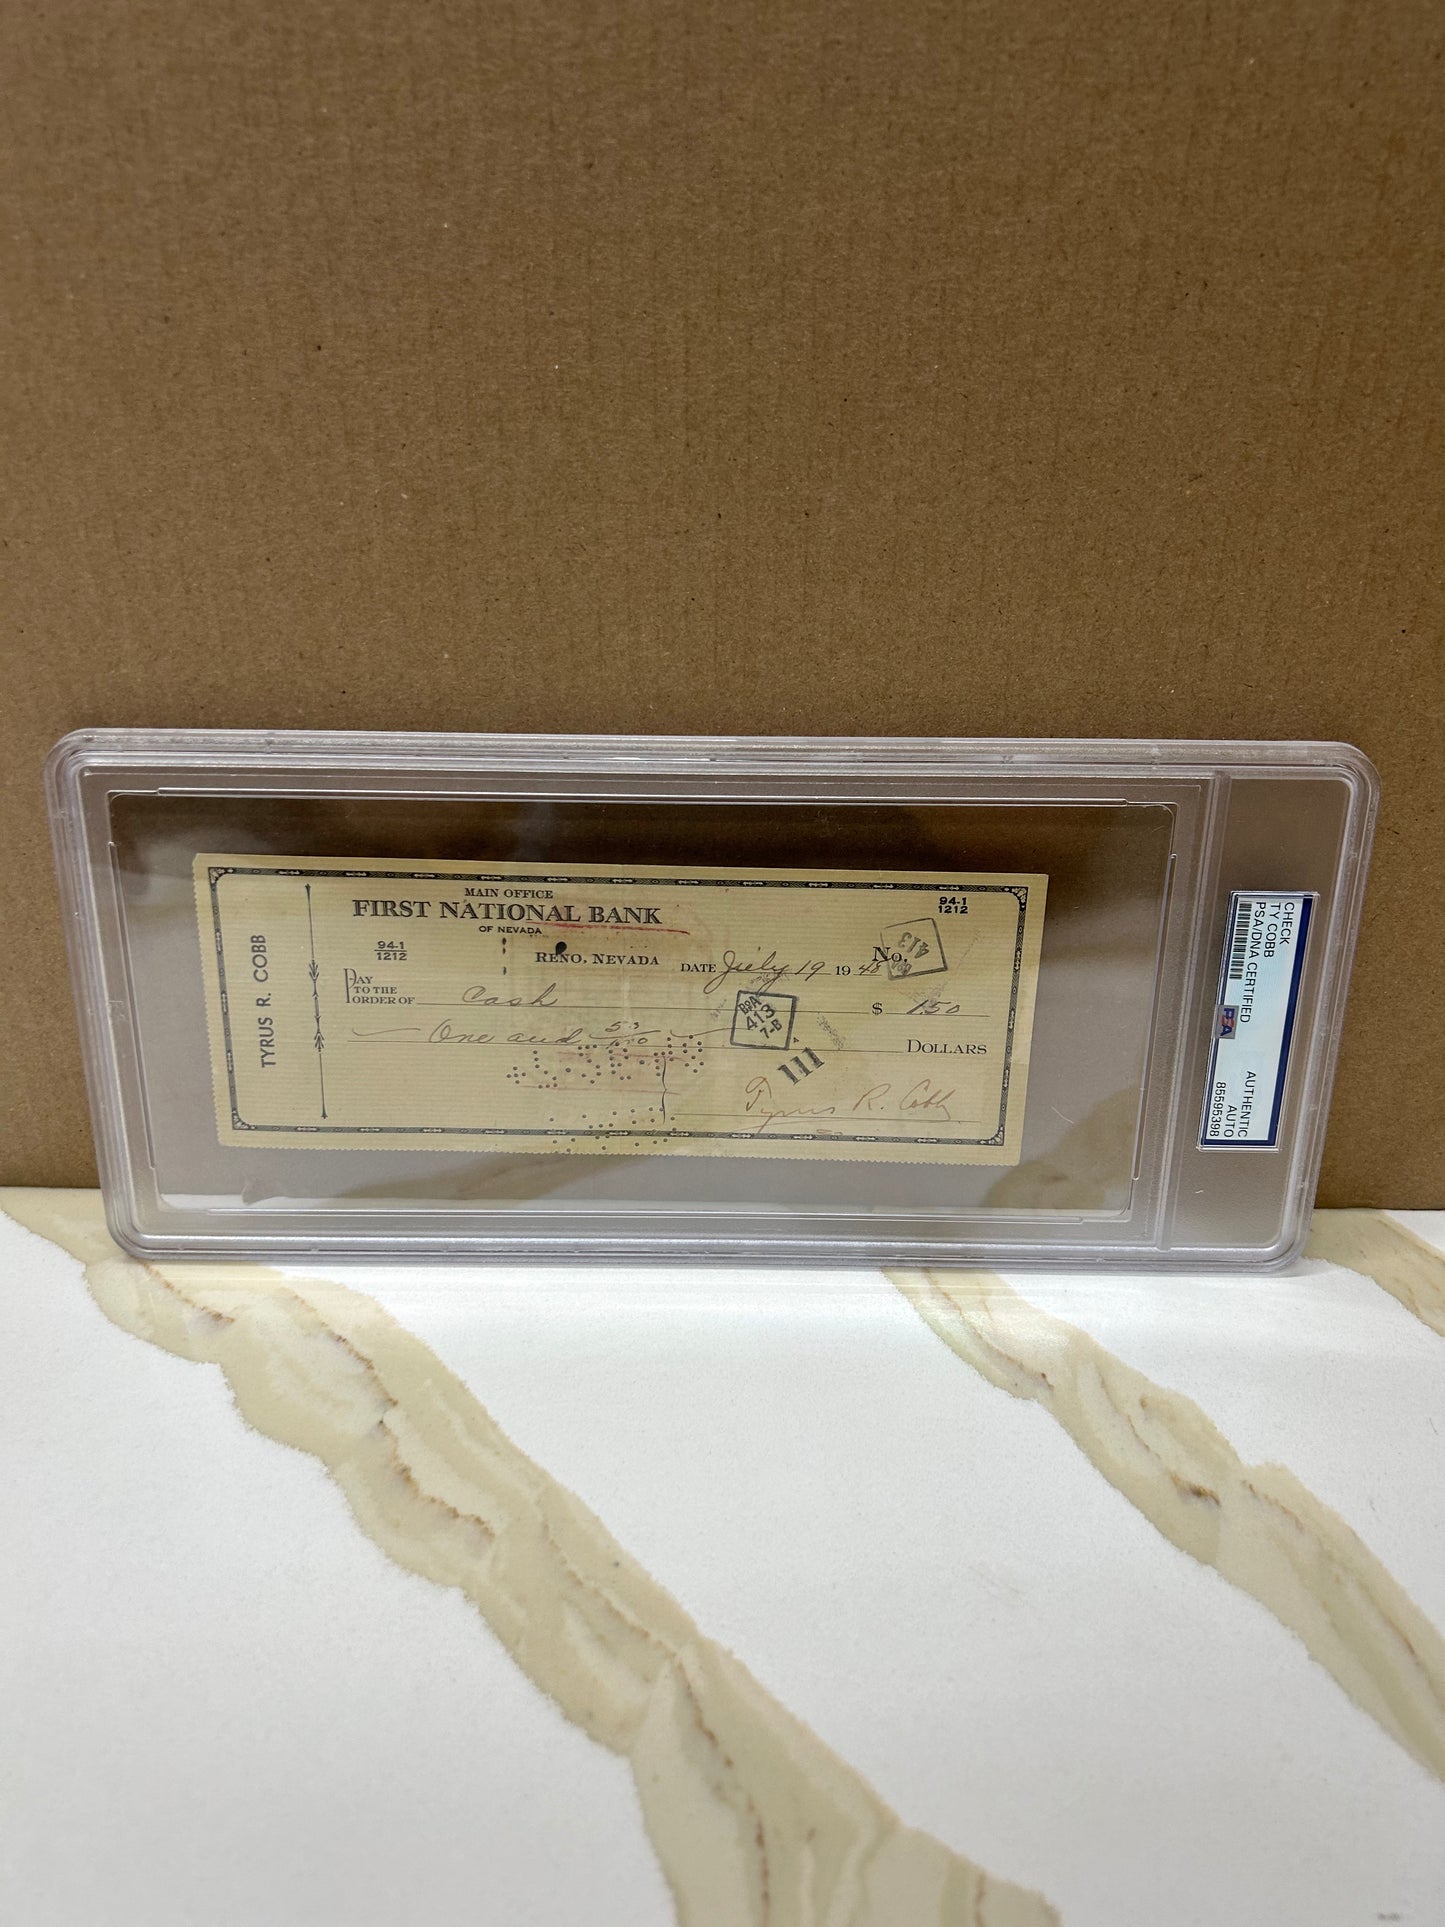 TYRUS R. COBB
MAIN OFFICE
FIRST NATIONAL BANK
OF NEVADA
94-1
1212
94-1
1212
RENO, NEVADA
DATE July 19 1948
No.
413
PAY
TO THE
ORDER OF Cash
$ 1.50
One and 50/100 DOLLARS
BOA
413
7-B
111
Tyrus R. Cobb
CHECK
TY COBB
PSA/DNA CERTIFIED
PSA
AUTHENTIC
AUTO
85595398